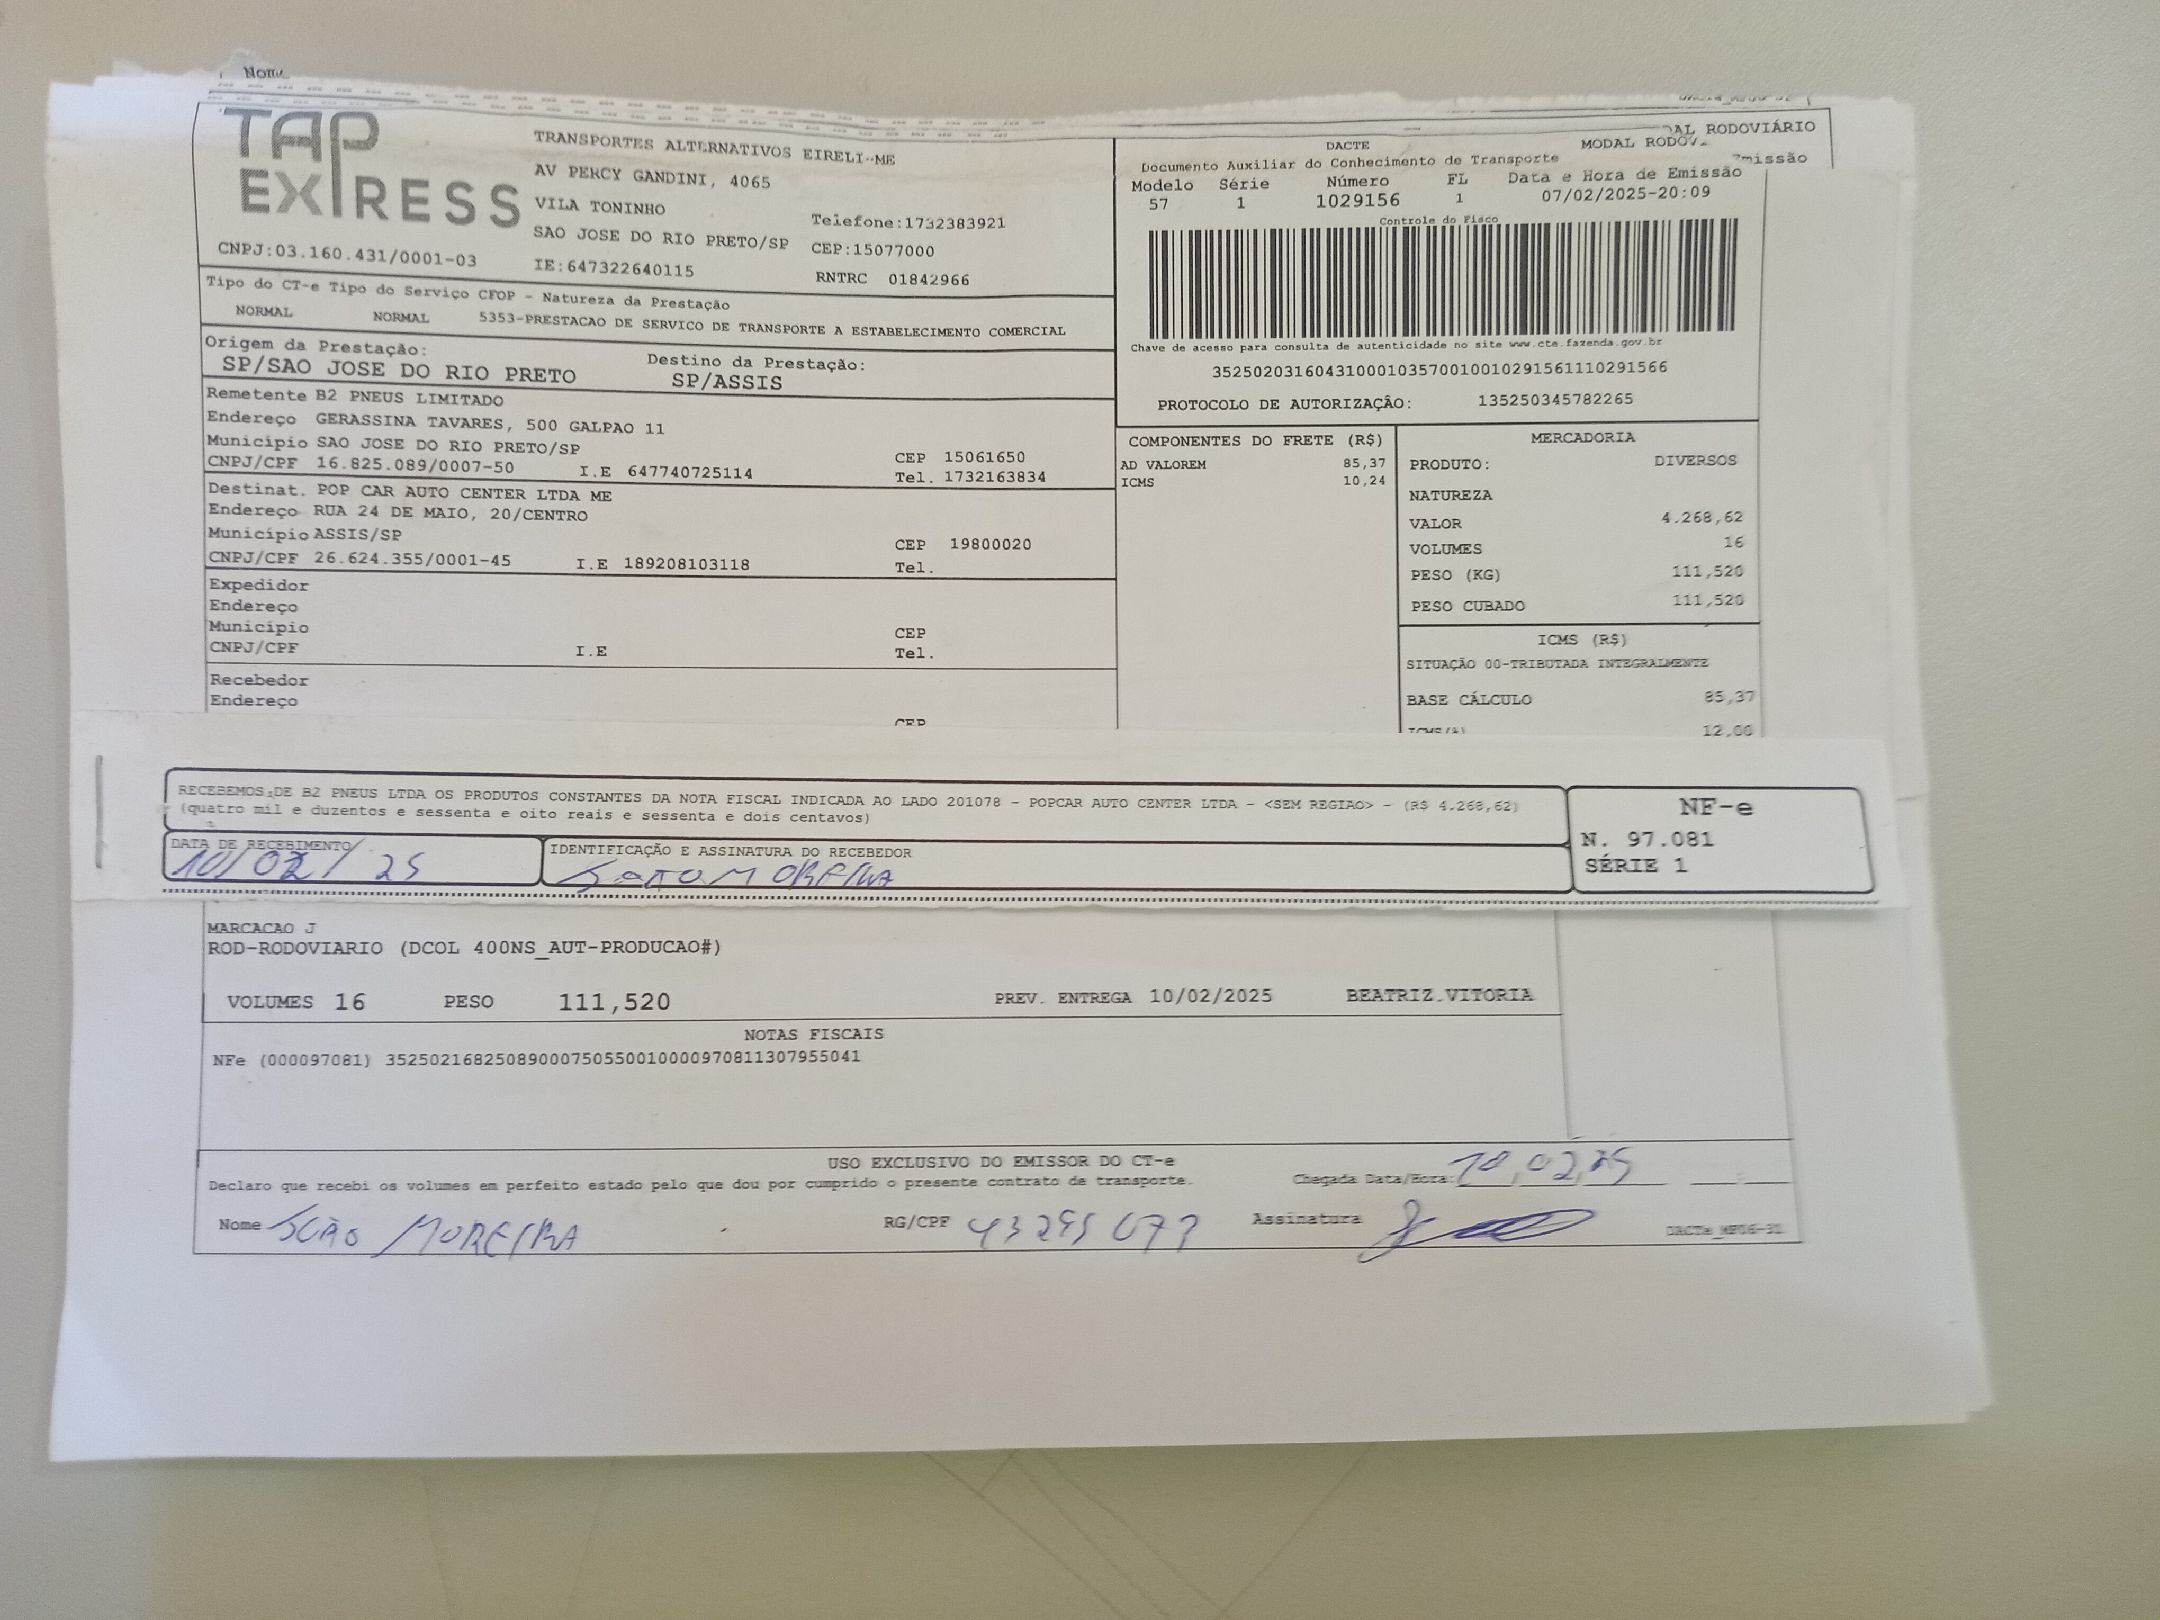 TAP EXPRESS
TRANSPORTES ALTERNATIVOS EIRELI-ME
AV PERCY GANDINI, 4065
VILA TONINHO
Telefone:1732383921
SAO JOSE DO RIO PRETO/SP CEP:15077000
CNPJ:03.160.431/0001-03 IE:647322640115 RNTRC 01842966
DACTE MODAL RODOVIÁRIO
Documento Auxiliar do Conhecimento de Transporte
Modelo Série Número FL Data e Hora de Emissão
57 1 1029156 1 07/02/2025-20:09
Controle do Fisco
Chave de acesso para consulta de autenticidade no site www.cte.fazenda.gov.br
35250203160431000103570010010291561110291566
PROTOCOLO DE AUTORIZAÇÃO: 135250345782265
Tipo do CT-e Tipo do Serviço CFOP - Natureza da Prestação
NORMAL NORMAL 5353-PRESTACAO DE SERVICO DE TRANSPORTE A ESTABELECIMENTO COMERCIAL
Origem da Prestação: Destino da Prestação:
SP/SAO JOSE DO RIO PRETO SP/ASSIS
Remetente B2 PNEUS LIMITADO
Endereço GERASSINA TAVARES, 500 GALPAO 11
Município SAO JOSE DO RIO PRETO/SP CEP 15061650
CNPJ/CPF 16.825.089/0007-50 I.E 647740725114 Tel. 1732163834
Destinat. POP CAR AUTO CENTER LTDA ME
Endereço RUA 24 DE MAIO, 20/CENTRO
Município ASSIS/SP CEP 19800020
CNPJ/CPF 26.624.355/0001-45 I.E 189208103118 Tel.
Expedidor
Endereço
Município CEP
CNPJ/CPF I.E Tel.
Recebedor
Endereço
CEP
COMPONENTES DO FRETE (R$)
AD VALOREM 85,37
ICMS 10,24
MERCADORIA
PRODUTO: DIVERSOS
NATUREZA
VALOR 4.268,62
VOLUMES 16
PESO (KG) 111,520
PESO CUBADO 111,520
ICMS (R$)
SITUAÇÃO 00-TRIBUTADA INTEGRALMENTE
BASE CÁLCULO 85,37
12,00
RECEBEMOS DE B2 PNEUS LTDA OS PRODUTOS CONSTANTES DA NOTA FISCAL INDICADA AO LADO 201078 - POPCAR AUTO CENTER LTDA - <SEM REGIAO> - (R$ 4.268,62)
(quatro mil e duzentos e sessenta e oito reais e sessenta e dois centavos)
DATA DE RECEBIMENTO IDENTIFICAÇÃO E ASSINATURA DO RECEBEDOR
10/02/25 MOREIRA
NF-e
N. 97.081
SÉRIE 1
MARCACAO J
ROD-RODOVIARIO (DCOL 400NS_AUT-PRODUCAO#)
VOLUMES 16 PESO 111,520 PREV. ENTREGA 10/02/2025 BEATRIZ.VITORIA
NOTAS FISCAIS
NFe (000097081) 35250216825089000750550010000970811307955041
USO EXCLUSIVO DO EMISSOR DO CT-e
Declaro que recebi os volumes em perfeito estado pelo que dou por cumprido o presente contrato de transporte. Chegada Data/Hora: 10,02,25
Nome JOÃO MOREIRA RG/CPF Assinatura